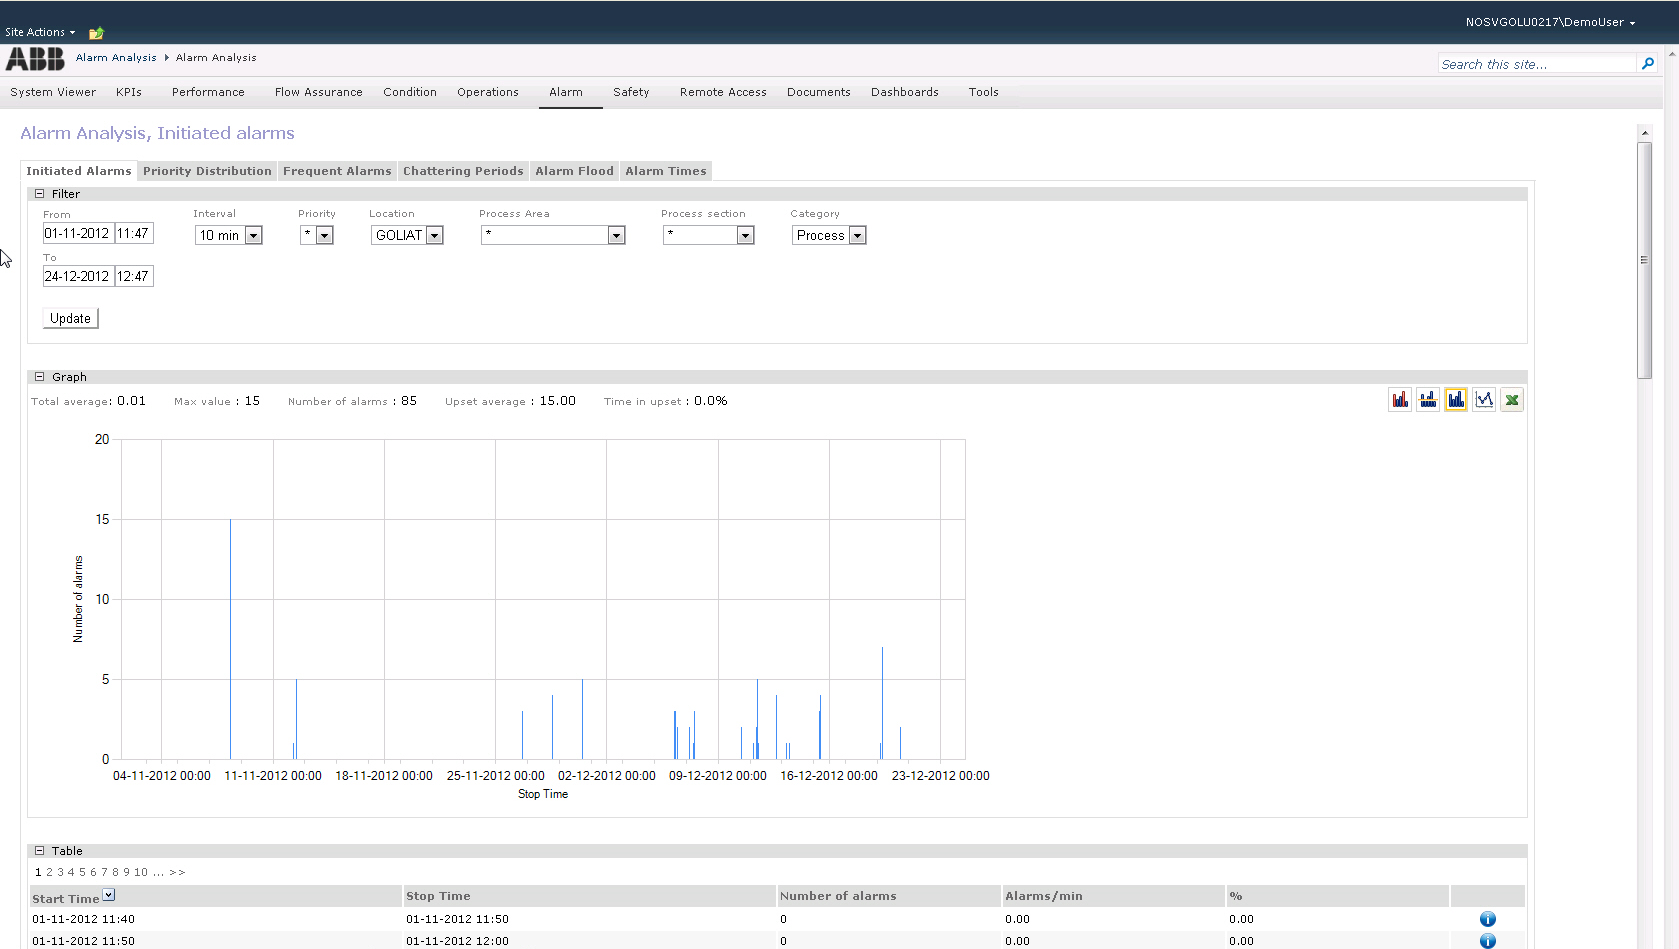 NOSVGOLU0217\DemoUser
Site Actions
ABB Alarm Analysis Alarm Analysis
Search this site...
System Viewer KPIs Performance Flow Assurance Condition Operations Alarm Safety Remote Access Documents Dashboards Tools
Alarm Analysis, Initiated alarms
Initiated Alarms Priority Distribution Frequent Alarms Chattering Periods Alarm Flood Alarm Times
Filter
From Interval Priority Location Process Area Process section Category
01-11-2012 11:47 10 min * GOLIAT * * Process
To
24-12-2012 12:47
Update
Graph
Total average: 0.01 Max value : 15 Number of alarms : 85 Upset average : 15.00 Time in upset : 0.0%
20
15
10
5
0
Number of alarms
04-11-2012 00:00 11-11-2012 00:00 18-11-2012 00:00 25-11-2012 00:00 02-12-2012 00:00 09-12-2012 00:00 16-12-2012 00:00 23-12-2012 00:00
Stop Time
Table
1 2 3 4 5 6 7 8 9 10 ... >>
Start Time Stop Time Number of alarms Alarms/min %
01-11-2012 11:40 01-11-2012 11:50 0 0.00 0.00
01-11-2012 11:50 01-11-2012 12:00 0 0.00 0.00